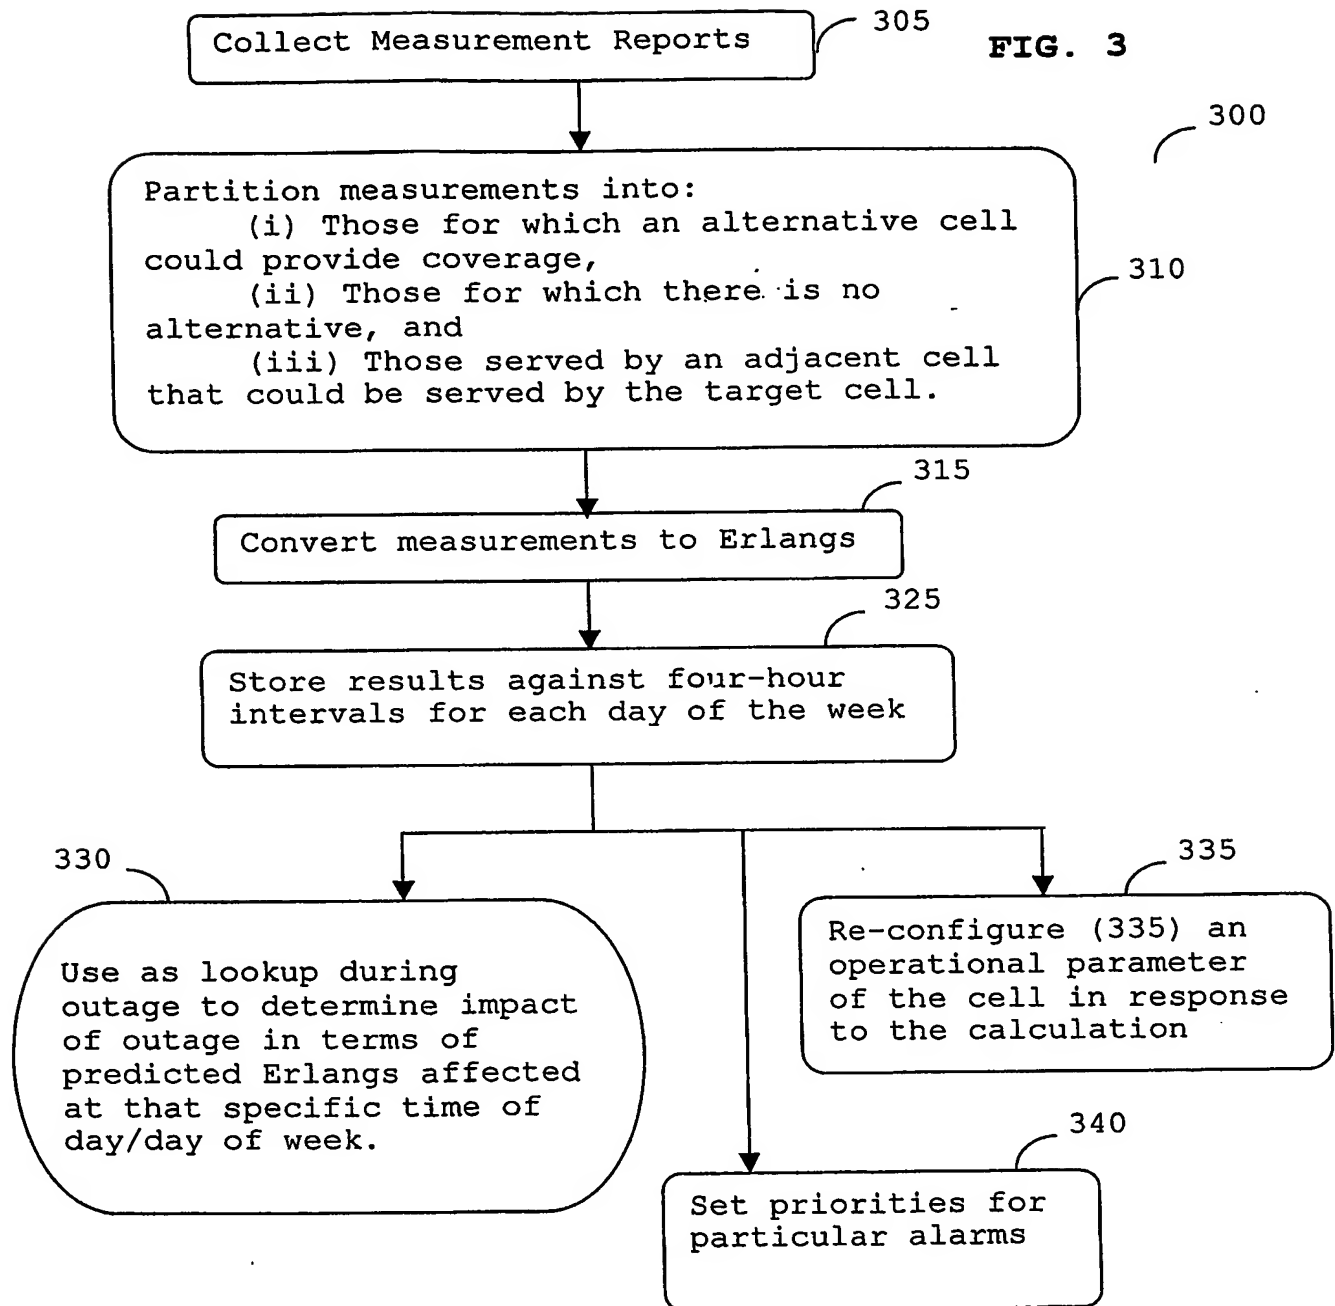 Collect Measurement Reports
305
FIG. 3
300
Partition measurements into:
(i) Those for which an alternative cell
could provide coverage,
(ii) Those for which there is no
alternative, and
(iii) Those served by an adjacent cell
that could be served by the target cell.
310
315
Convert measurements to Erlangs
325
Store results against four-hour
intervals for each day of the week
330
Use as lookup during
outage to determine impact
of outage in terms of
predicted Erlangs affected
at that specific time of
day/day of week.
335
Re-configure (335) an
operational parameter
of the cell in response
to the calculation
340
Set priorities for
particular alarms